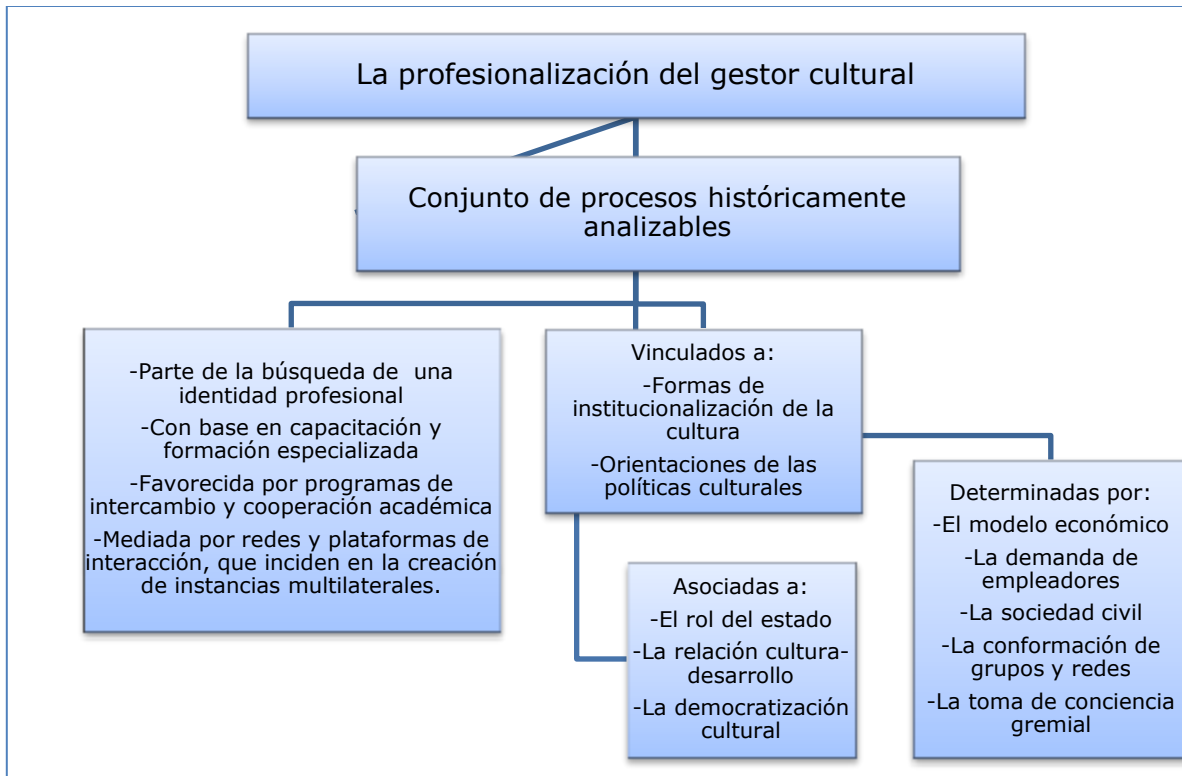 La profesionalización del gestor cultural
Conjunto de procesos históricamente
analizables
-Parte de la búsqueda de una
identidad profesional
-Con base en capacitación y
formación especializada
-Favorecida por programas de
intercambio y cooperación académica
-Mediada por redes y plataformas de
interacción, que inciden en la creación
de instancias multilaterales.
Vinculados a:
-Formas de
institucionalización de la
cultura
-Orientaciones de las
políticas culturales
Asociadas a:
-El rol del estado
-La relación cultura-
desarrollo
-La democratización
cultural
Determinadas por:
-El modelo económico
-La demanda de
empleadores
-La sociedad civil
-La conformación de
grupos y redes
-La toma de conciencia
gremial